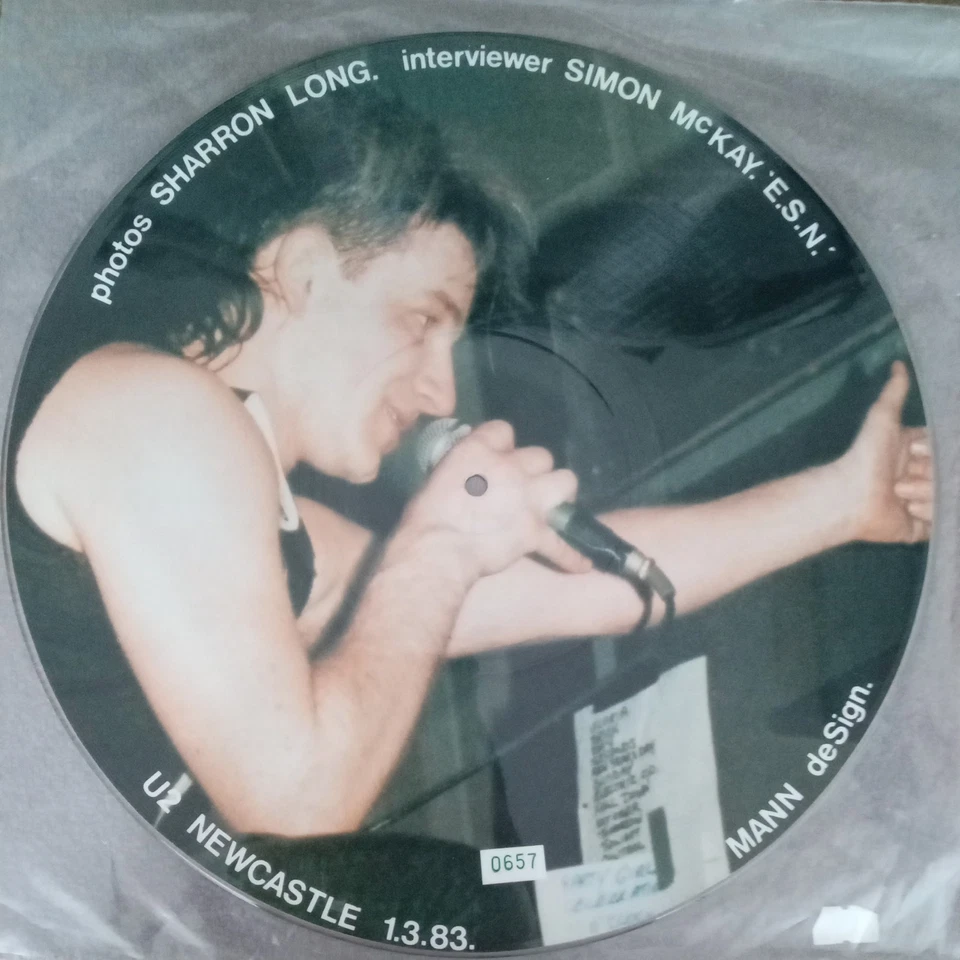 photos SHARRON LONG. interviewer SIMON McKAY. 'E.S.N.'
U2 NEWCASTLE 1.3.83.
0657
MANN deSign.